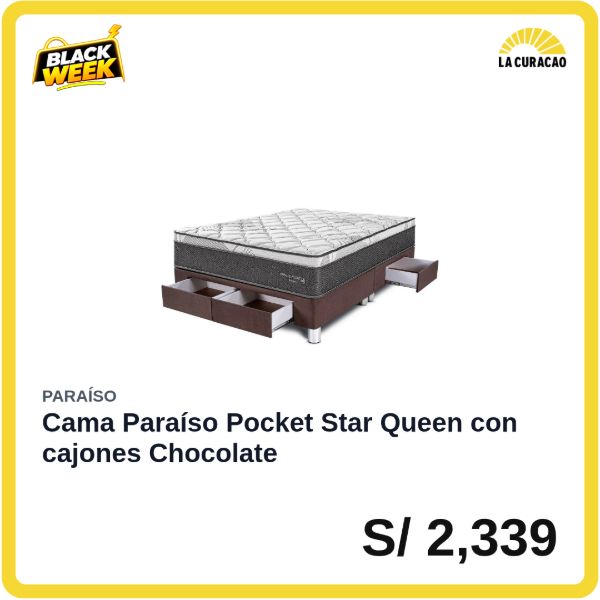 BLACK
WEEK
LA CURACAO
PARAÍSO
Cama Paraíso Pocket Star Queen con
cajones Chocolate
S/ 2,339